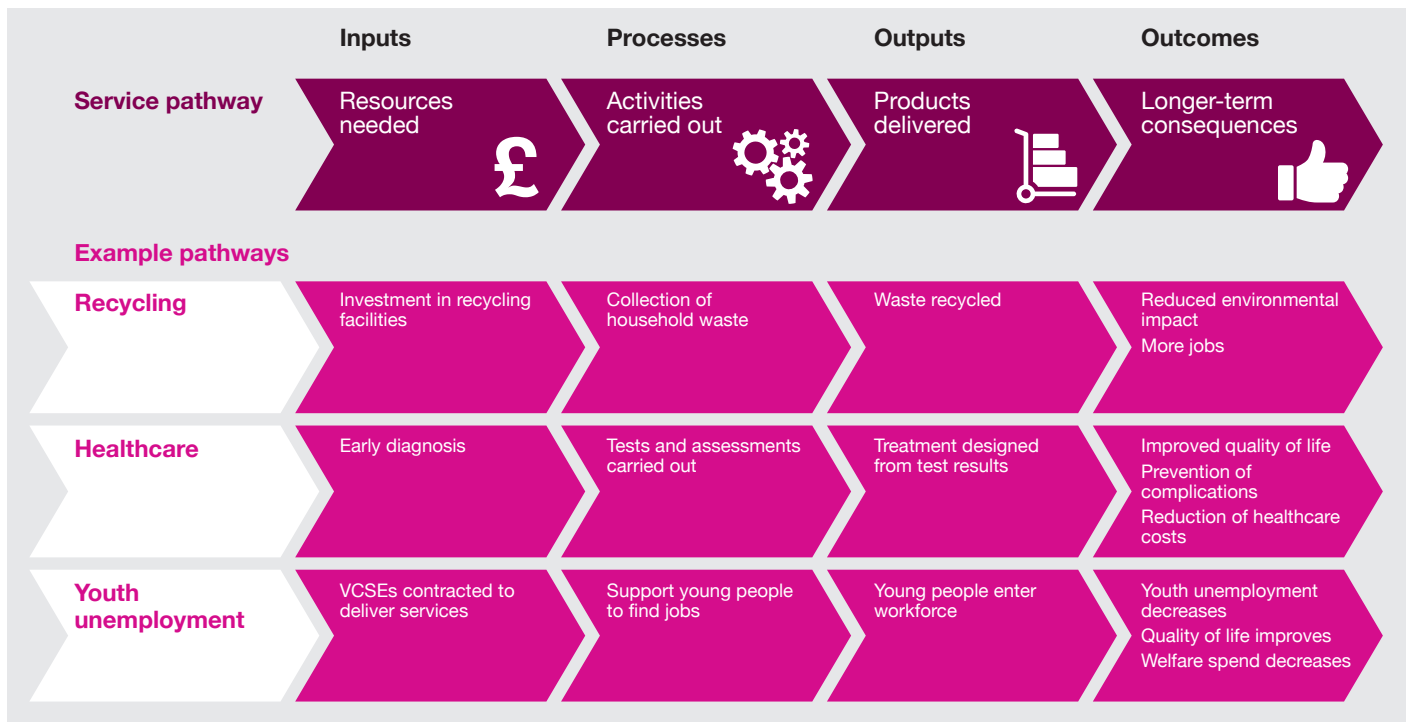 Inputs
Processes
Outputs
Outcomes
Service pathway
Resources
needed
£
Activities
carried out
Products
delivered
Longer-term
consequences
Example pathways
Recycling
Investment in recycling
facilities
Collection of
household waste
Waste recycled
Reduced environmental
impact
More jobs
Healthcare
Early diagnosis
Tests and assessments
carried out
Treatment designed
from test results
Improved quality of life
Prevention of
complications
Reduction of healthcare
costs
Youth
unemployment
VCSEs contracted to
deliver services
Support young people
to find jobs
Young people enter
workforce
Youth unemployment
decreases
Quality of life improves
Welfare spend decreases